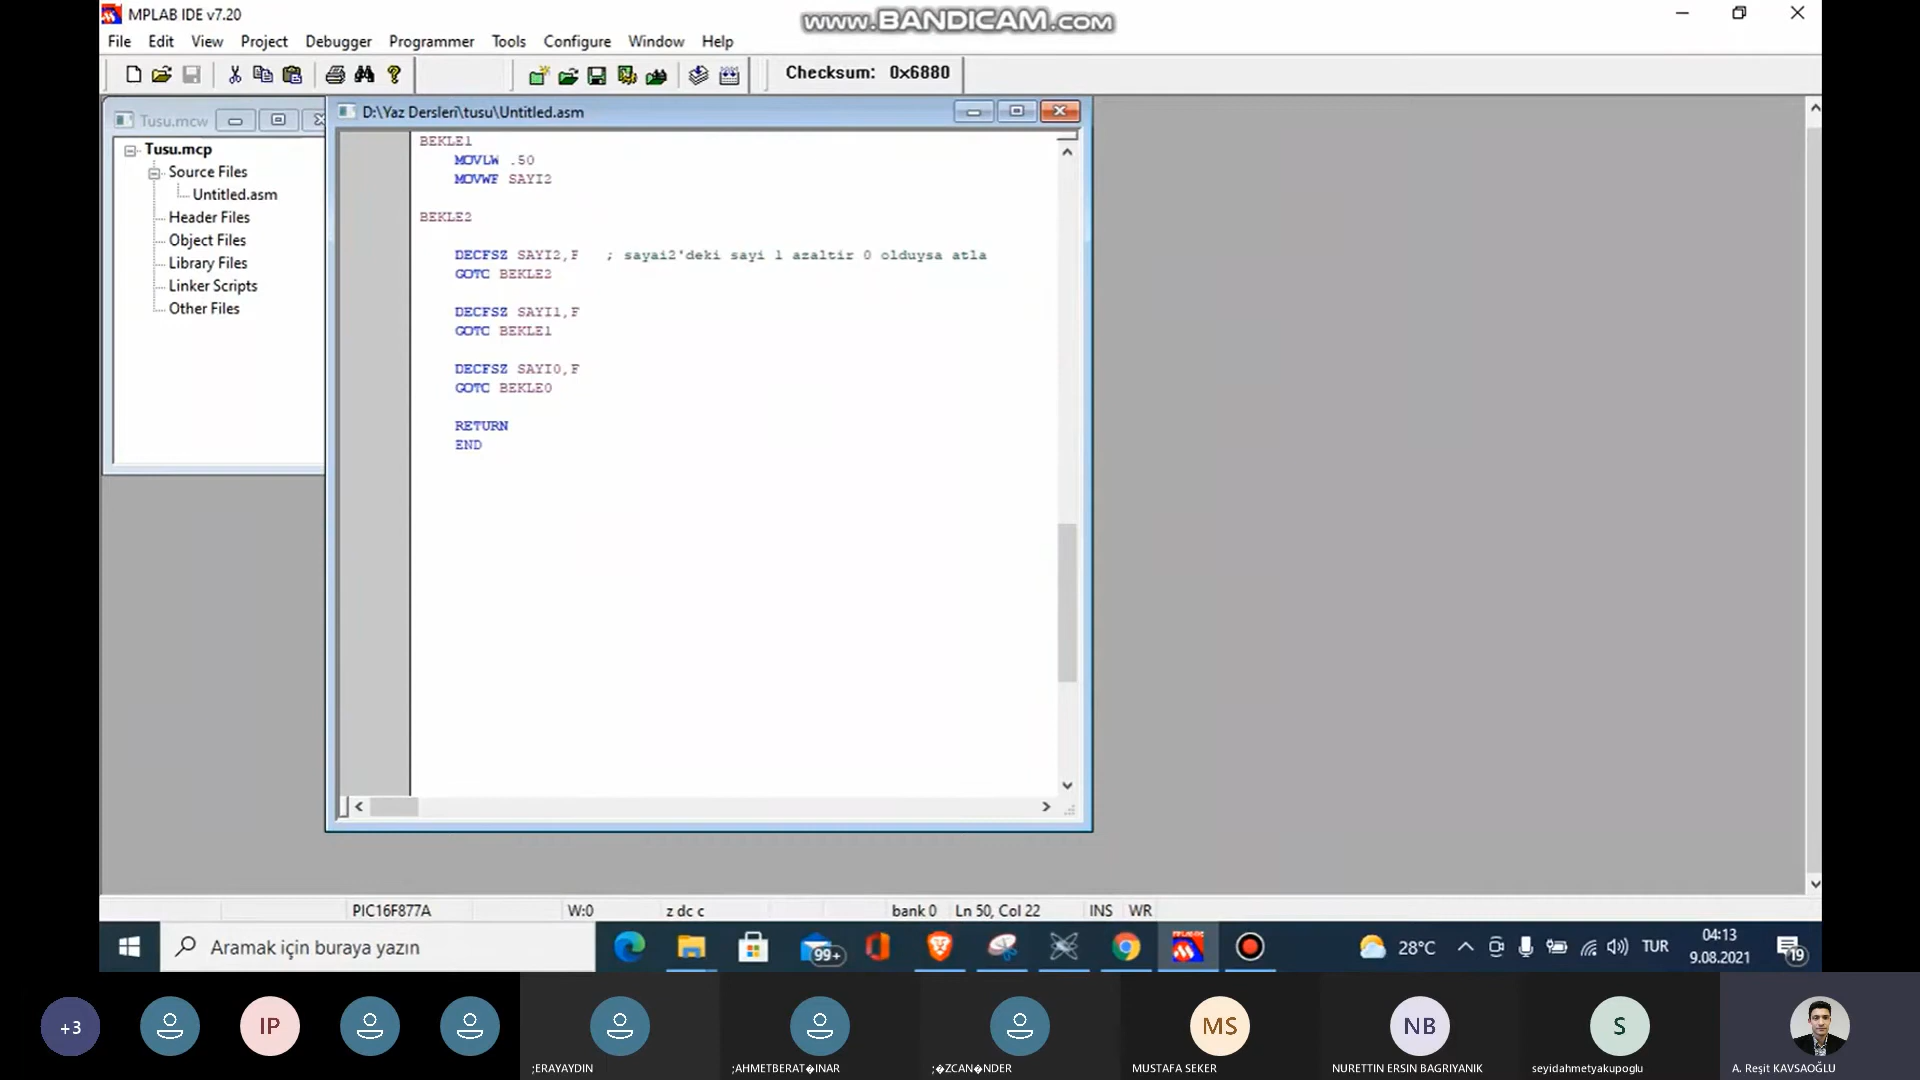 MPLAB IDE v7.20
www.BANDICAM.com
File Edit View Project Debugger Programmer Tools Configure Window Help
Checksum: 0x6880
Tusu.mcw
D:\Yaz Dersleri\tusu\Untitled.asm
Tusu.mcp
Source Files
Untitled.asm
Header Files
Object Files
Library Files
Linker Scripts
Other Files
BEKLE1
MOVLW .50
MOVWF SAYI2
BEKLE2
DECFSZ SAYI2,F ; sayai2'deki sayi 1 azaltir 0 olduysa atla
GOTO BEKLE2
DECFSZ SAYI1,F
GOTO BEKLE1
DECFSZ SAYI0,F
GOTO BEKLE0
RETURN
END
PIC16F877A W:0 z dc c bank 0 Ln 50, Col 22 INS WR
Aramak için buraya yazın
99+
28°C
TUR
04:13
9.08.2021
19
+3
IP
MS
NB
S
;ERAYAYDIN
;AHMETBERAT�INAR
;�ZCAN�NDER
MUSTAFA SEKER
NURETTIN ERSIN BAGRIYANIK
seyidahmetyakupoglu
A. Reşit KAVSAOĞLU